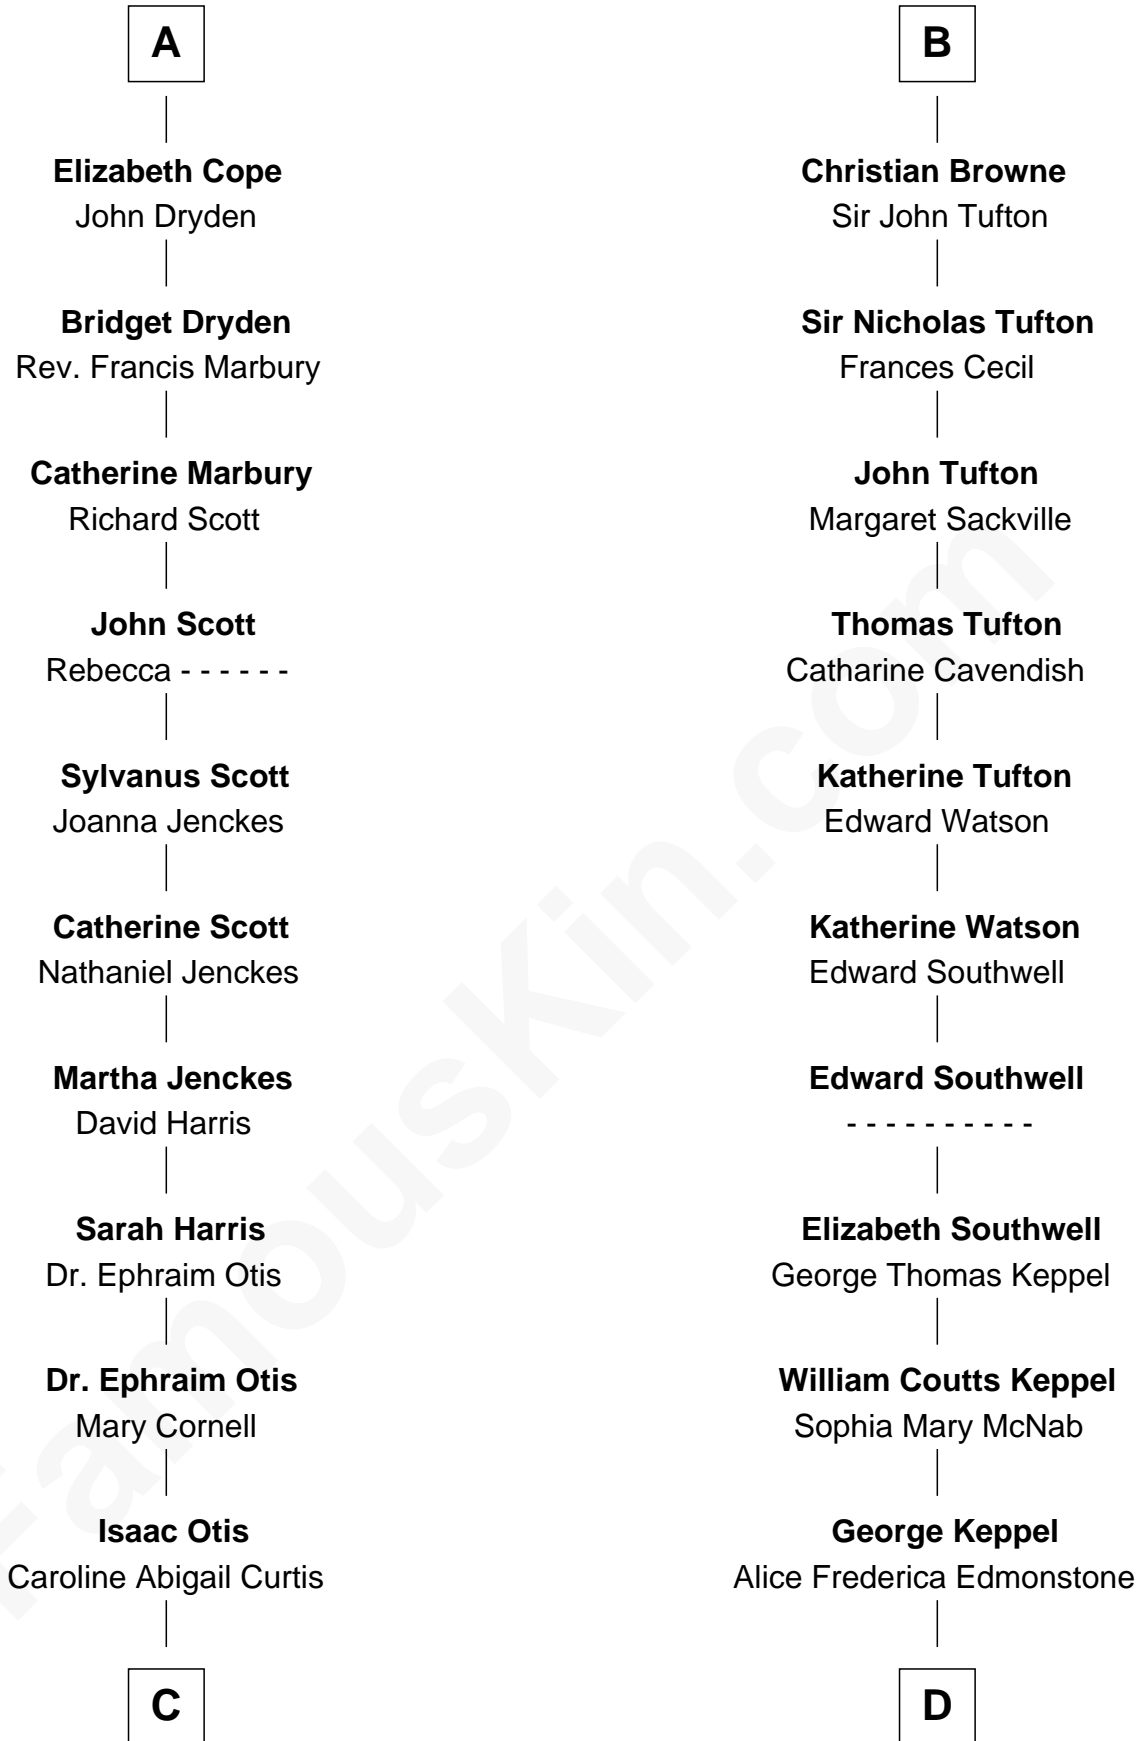 A
Elizabeth Cope
John Dryden
Bridget Dryden
Rev. Francis Marbury
Catherine Marbury
Richard Scott
John Scott
Rebecca - - - - - -
Sylvanus Scott
Joanna Jenckes
Catherine Scott
Nathaniel Jenckes
Martha Jenckes
David Harris
Sarah Harris
Dr. Ephraim Otis
Dr. Ephraim Otis
Mary Cornell
Isaac Otis
Caroline Abigail Curtis
C
B
Christian Browne
Sir John Tufton
Sir Nicholas Tufton
Frances Cecil
John Tufton
Margaret Sackville
Thomas Tufton
Catharine Cavendish
Katherine Tufton
Edward Watson
Katherine Watson
Edward Southwell
Edward Southwell
- - - - - - - - - -
Elizabeth Southwell
George Thomas Keppel
William Coutts Keppel
Sophia Mary McNab
George Keppel
Alice Frederica Edmonstone
D
FamousKin.com